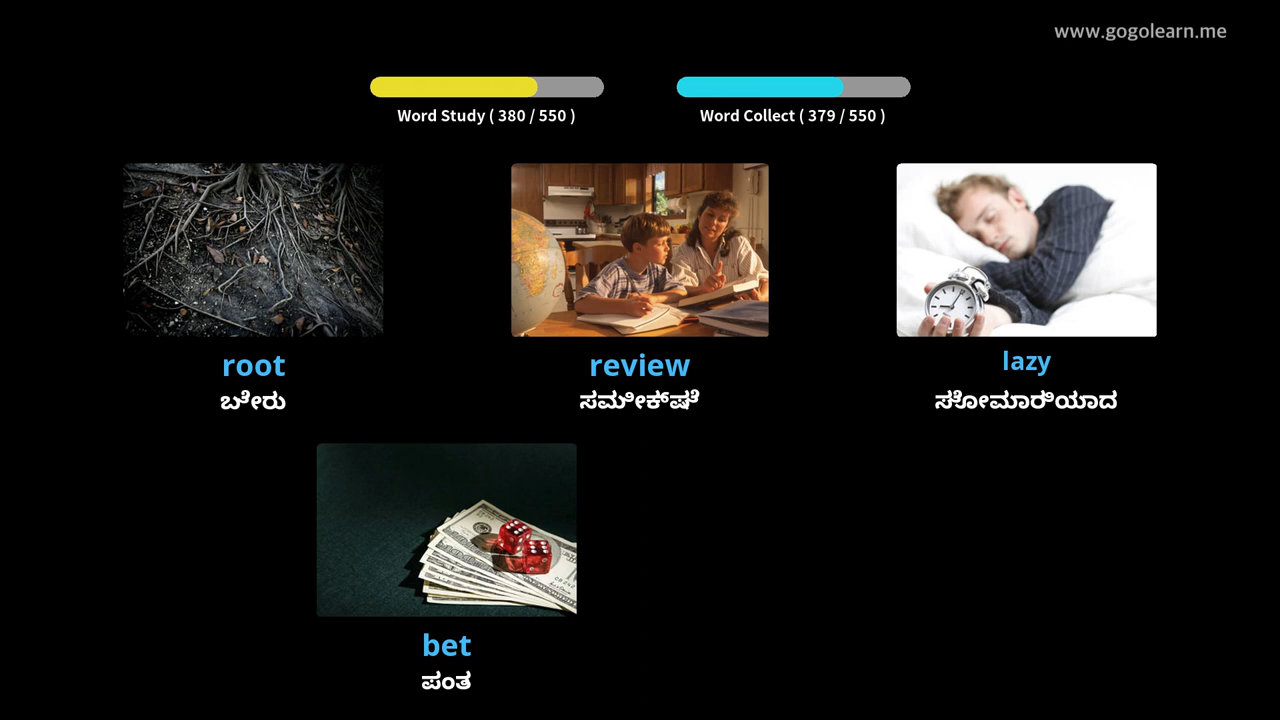 www.gogolearn.me
Word Study ( 380 / 550 )
Word Collect ( 379 / 550 )
root
ಬೇರು
review
ಸಮೀಕ್ಷೆ
lazy
ಸೋಮಾರಿಯಾದ
bet
ಪಂತ